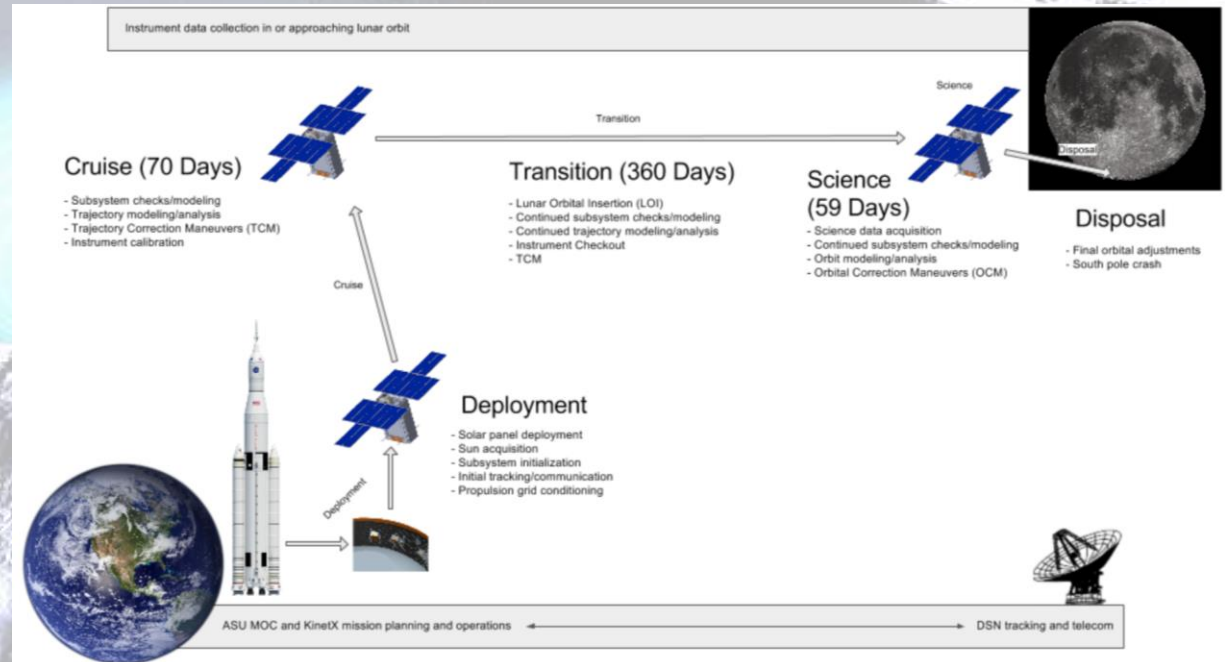 Instrument data collection in or approaching lunar orbit
Science
Transition
Disposal
Cruise (70 Days)
- Subsystem checks/modeling
- Trajectory modeling/analysis
- Trajectory Correction Maneuvers (TCM)
- Instrument calibration
Transition (360 Days)
- Lunar Orbital Insertion (LOI)
- Continued subsystem checks/modeling
- Continued trajectory modeling/analysis
- Instrument Checkout
- TCM
Science
(59 Days)
- Science data acquisition
- Continued subsystem checks/modeling
- Orbit modeling/analysis
- Orbital Correction Maneuvers (OCM)
Disposal
- Final orbital adjustments
- South pole crash
Cruise
Deployment
- Solar panel deployment
- Sun acquisition
- Subsystem initialization
- Initial tracking/communication
- Propulsion grid conditioning
Deployment
ASU MOC and KinetX mission planning and operations
DSN tracking and telecom